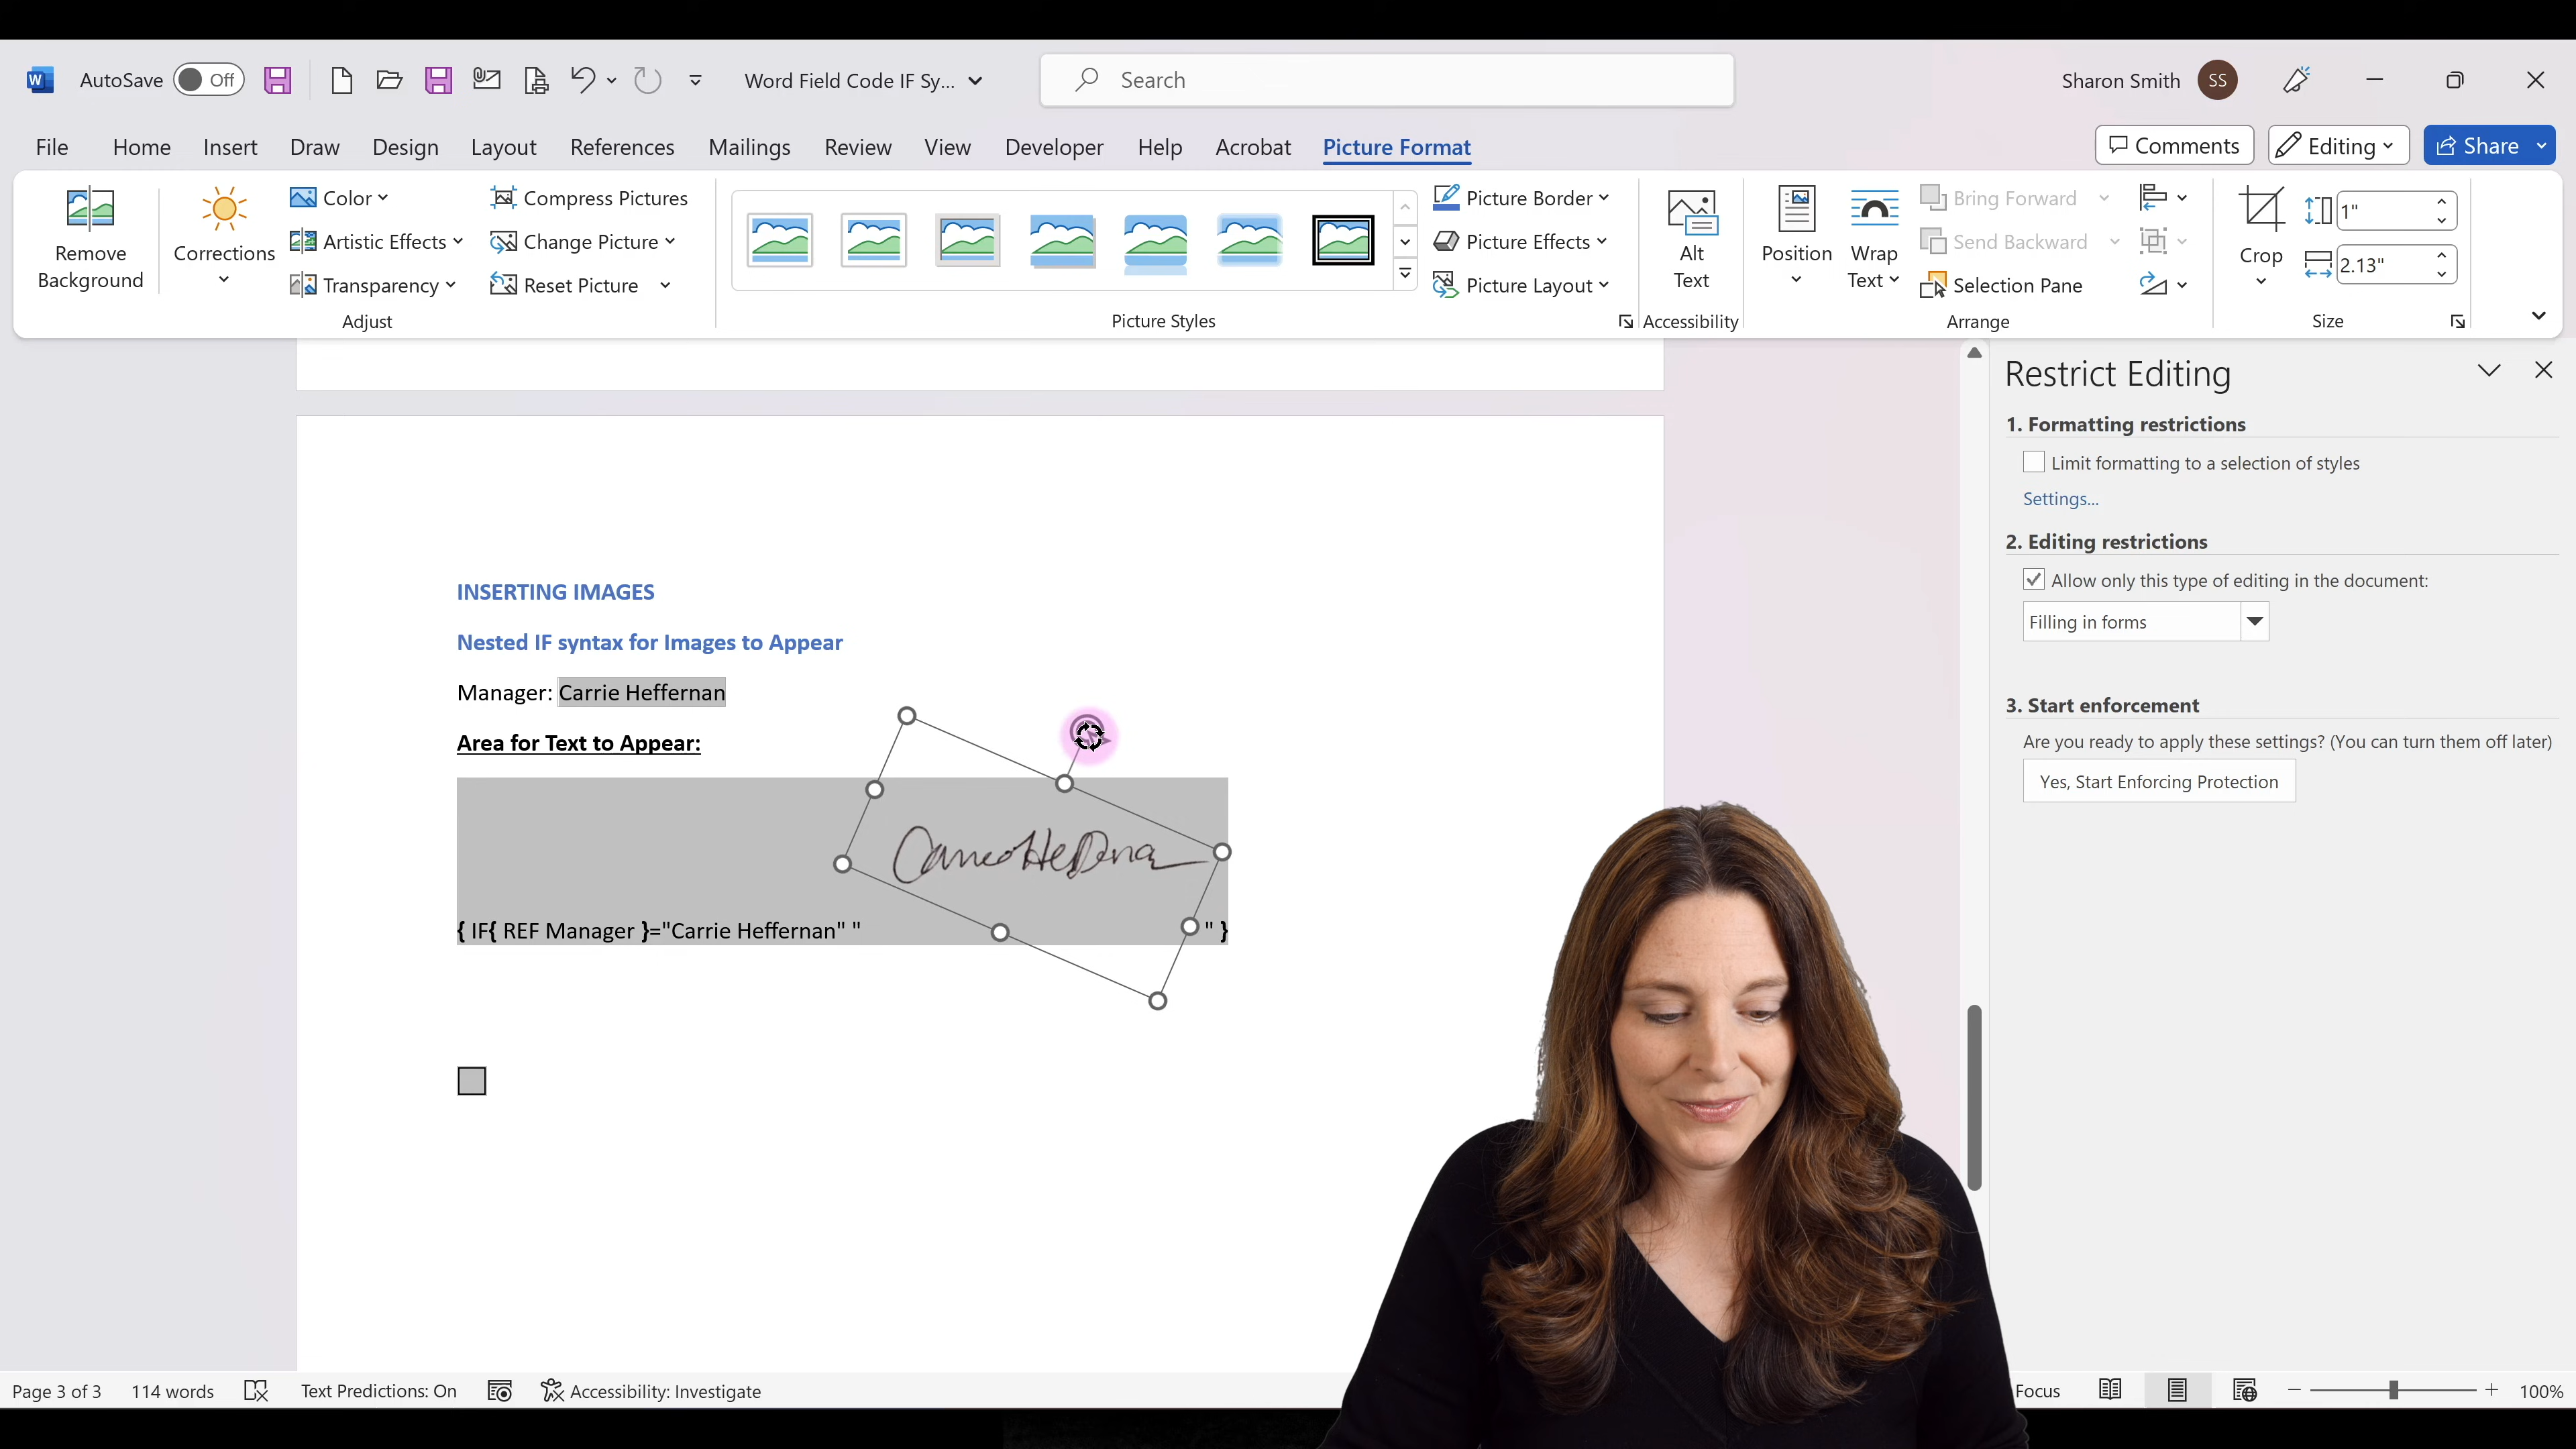 AutoSave Off Word Field Code IF Sy... Search Sharon Smith SS
File Home Insert Draw Design Layout References Mailings Review View Developer Help Acrobat Picture Format Comments Editing Share
Remove Background
Corrections
Color
Artistic Effects
Transparency
Compress Pictures
Change Picture
Reset Picture
Adjust
Picture Styles
Picture Border
Picture Effects
Picture Layout
Alt Text
Accessibility
Position
Wrap Text
Bring Forward
Send Backward
Selection Pane
Arrange
Crop
1"
2.13"
Size
INSERTING IMAGES
Nested IF syntax for Images to Appear
Manager: Carrie Heffernan
Area for Text to Appear:
Carrie Heffernan
{ IF{ REF Manager }="Carrie Heffernan" " " }
Restrict Editing
1. Formatting restrictions
Limit formatting to a selection of styles
Settings...
2. Editing restrictions
Allow only this type of editing in the document:
Filling in forms
3. Start enforcement
Are you ready to apply these settings? (You can turn them off later)
Yes, Start Enforcing Protection
Page 3 of 3 114 words Text Predictions: On Accessibility: Investigate Focus 100%